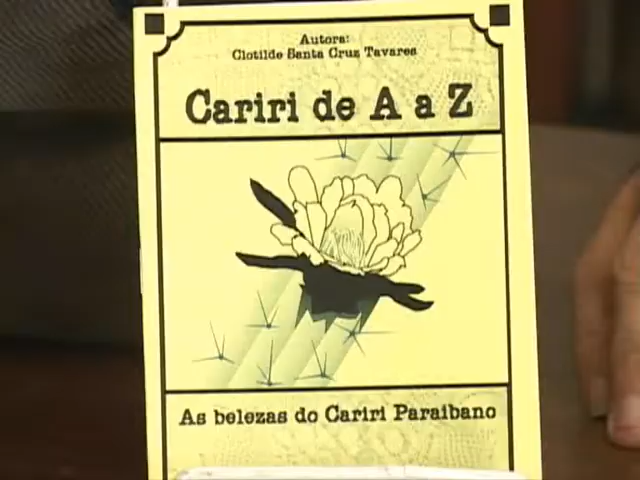 Autora:
Clotilde Santa Cruz Tavares
Cariri de A a Z
As belezas do Cariri Paraibano